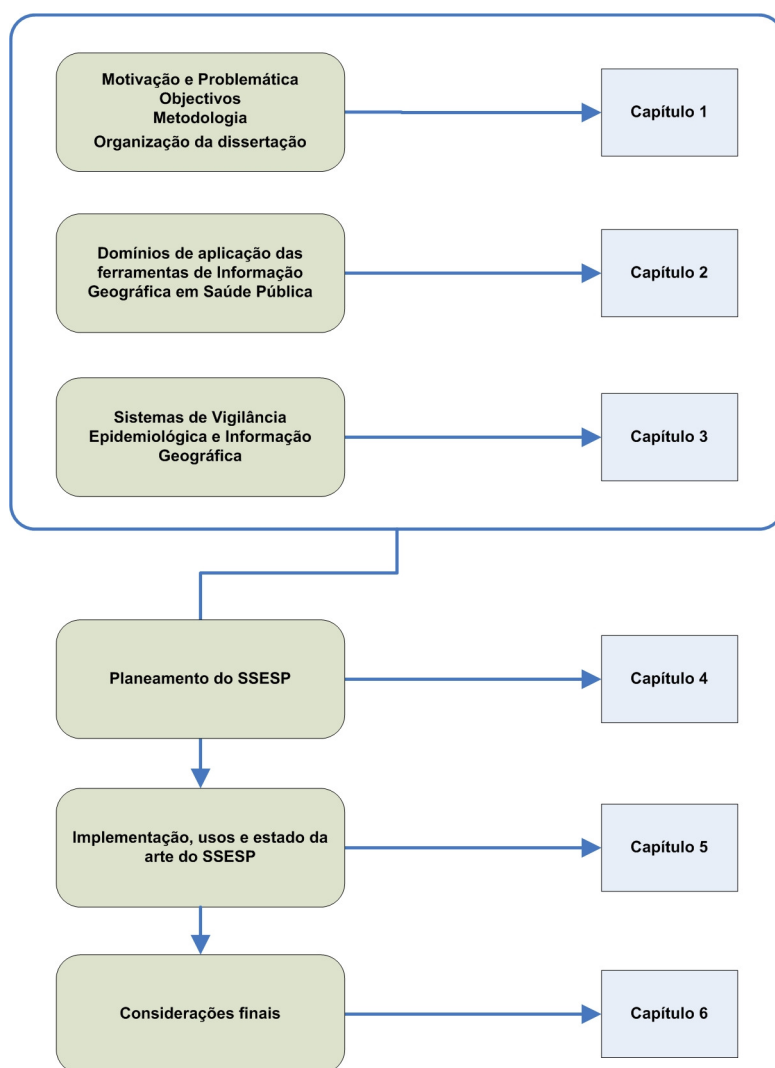 Motivação e Problemática
Objectivos
Metodologia
Organização da dissertação
Capítulo 1
Domínios de aplicação das
ferramentas de Informação
Geográfica em Saúde Pública
Capítulo 2
Sistemas de Vigilância
Epidemiológica e Informação
Geográfica
Capítulo 3
Planeamento do SSESP
Capítulo 4
Implementação, usos e estado da
arte do SSESP
Capítulo 5
Considerações finais
Capítulo 6